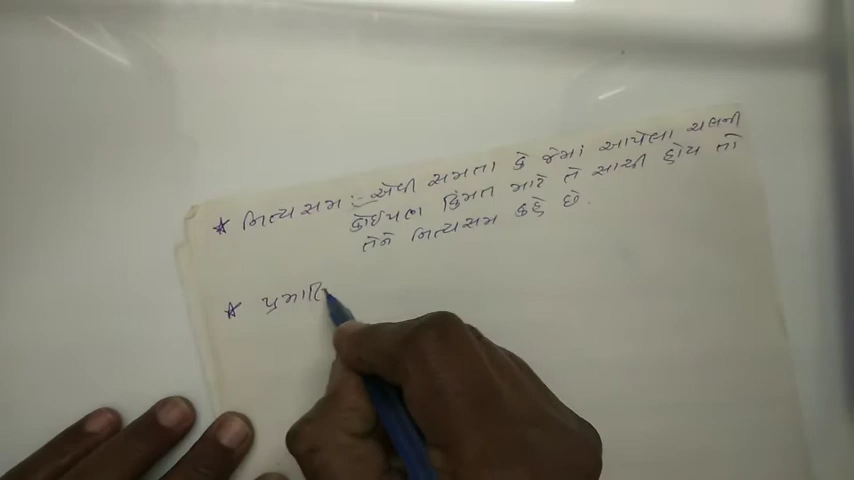 * નિત્યસમ :- એવી સમતા કે જેમાં આપેલા ચલની
કોઈપણ કિંમત માટે તે સાચી હોય તો
તેને નિત્યસમ કહે છે.
* પ્રમાણિ